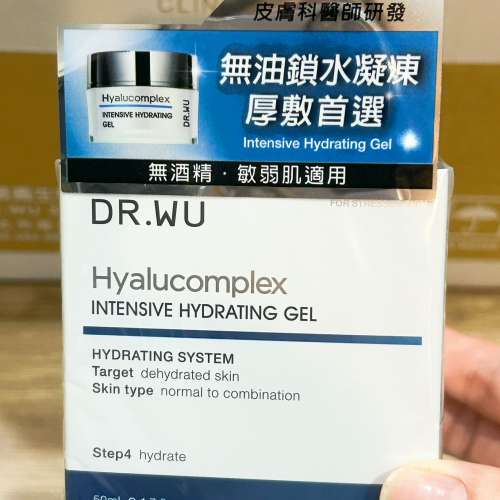 皮膚科醫師研發
無油鎖水凝凍
厚敷首選
Intensive Hydrating Gel
Hyalucomplex
INTENSIVE HYDRATING
GEL
DR.WU
無酒精・敏弱肌適用
DR.WU
Hyalucomplex
INTENSIVE HYDRATING GEL
HYDRATING SYSTEM
Target dehydrated skin
Skin type normal to combination
Step4 hydrate